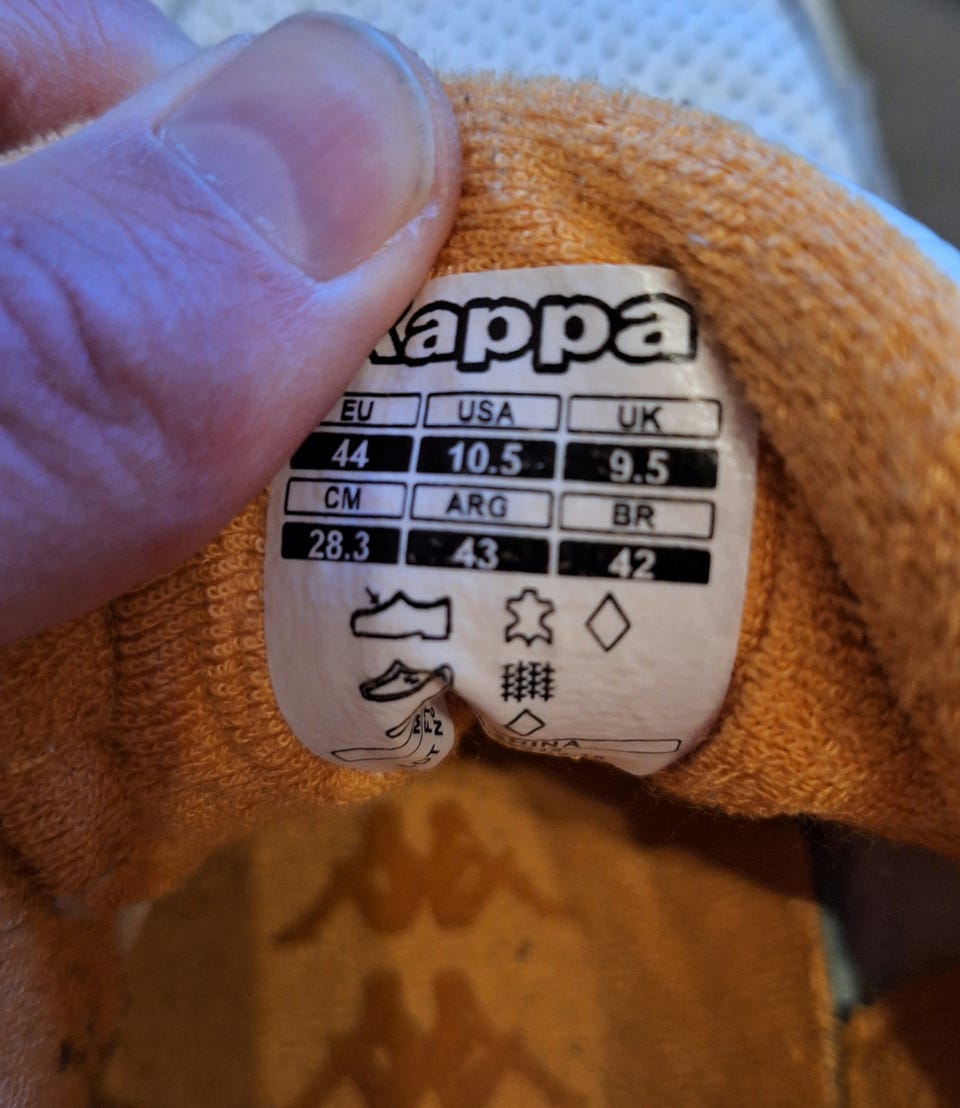 Kappa
EU USA UK
44 10.5 9.5
CM ARG BR
28.3 43 42